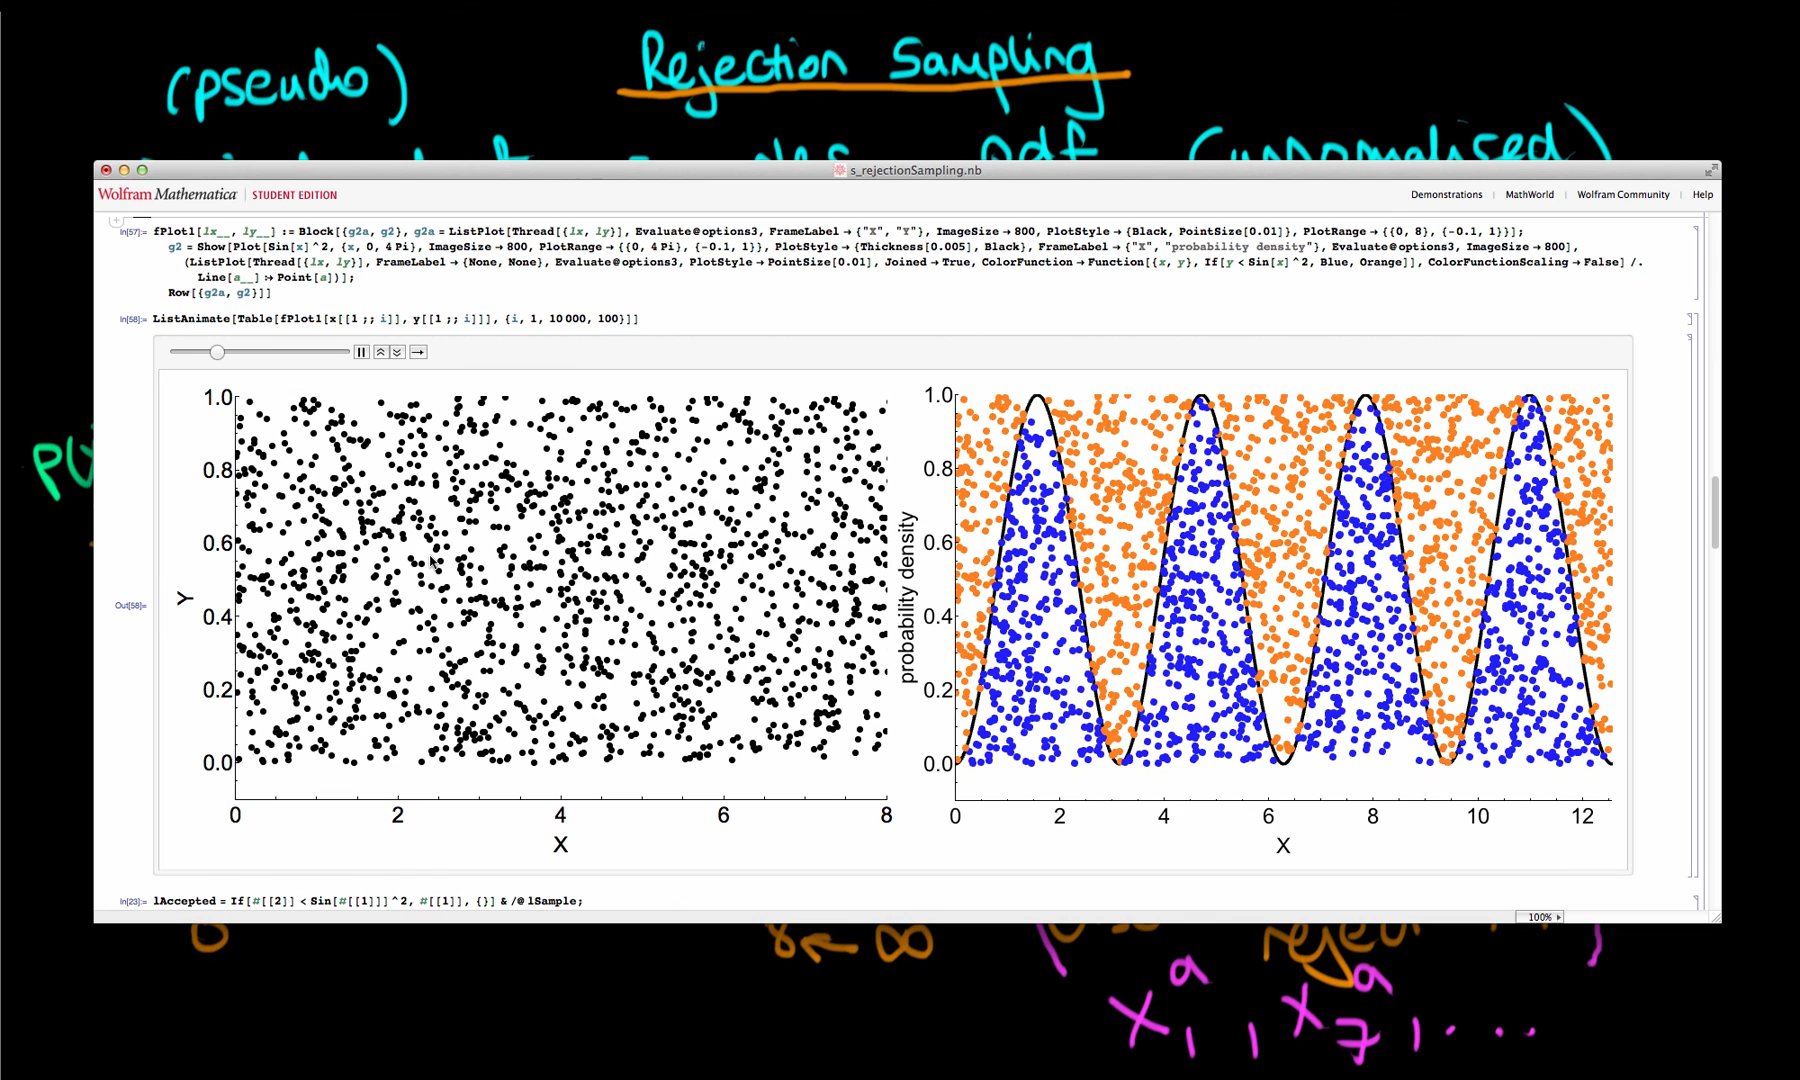 (pseudo)
Rejection Sampling
pdf (unnormalised)
s_rejectionSampling.nb
Wolfram Mathematica | STUDENT EDITION
Demonstrations | MathWorld | Wolfram Community | Help
In[57]:= fPlot1[lx__, ly__] := Block[{g2a, g2}, g2a = ListPlot[Thread[{lx, ly}], Evaluate@options3, FrameLabel → {"X", "Y"}, ImageSize → 800, PlotStyle → {Black, PointSize[0.01]}, PlotRange → {{0, 8}, {-0.1, 1}}];
g2 = Show[Plot[Sin[x]^2, {x, 0, 4 Pi}, ImageSize → 800, PlotRange → {{0, 4 Pi}, {-0.1, 1}}, PlotStyle → {Thickness[0.005], Black}, FrameLabel → {"X", "probability density"}, Evaluate@options3, ImageSize → 800],
(ListPlot[Thread[{lx, ly}], FrameLabel → {None, None}, Evaluate@options3, PlotStyle → PointSize[0.01], Joined → True, ColorFunction → Function[{x, y}, If[y < Sin[x]^2, Blue, Orange]], ColorFunctionScaling → False] /.
Line[a__] :> Point[a])];
Row[{g2a, g2}]]
In[58]:= ListAnimate[Table[fPlot1[x[[1 ;; i]], y[[1 ;; i]]], {i, 1, 10 000, 100}]]
1.0
0.8
0.6
0.4
0.2
0.0
Y
0 2 4 6 8
X
1.0
0.8
0.6
0.4
0.2
0.0
probability density
0 2 4 6 8 10 12
X
Out[58]=
In[23]:= lAccepted = If[#[[2]] < Sin[#[[1]]]^2, #[[1]], {}] & /@ lSample;
100%
P(
0
8 ← ∞
X₁ᵃ, X₇ᵃ, ...